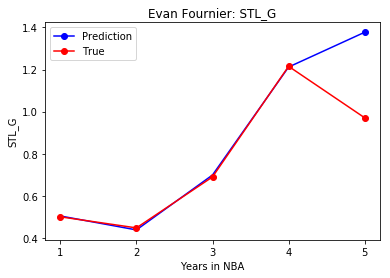 Evan Fournier: STL_G
Prediction
True
STL_G
1.4
1.2
1.0
0.8
0.6
0.4
1 2 3 4 5
Years in NBA